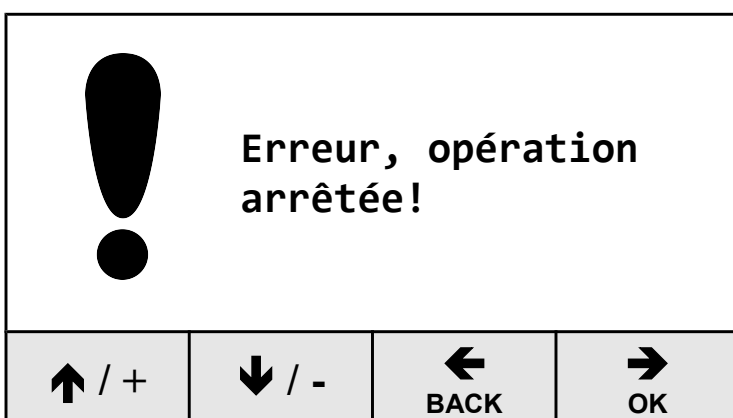 Erreur, opération
arrêtée!
↑ / + ↓ / - ← →
BACK OK